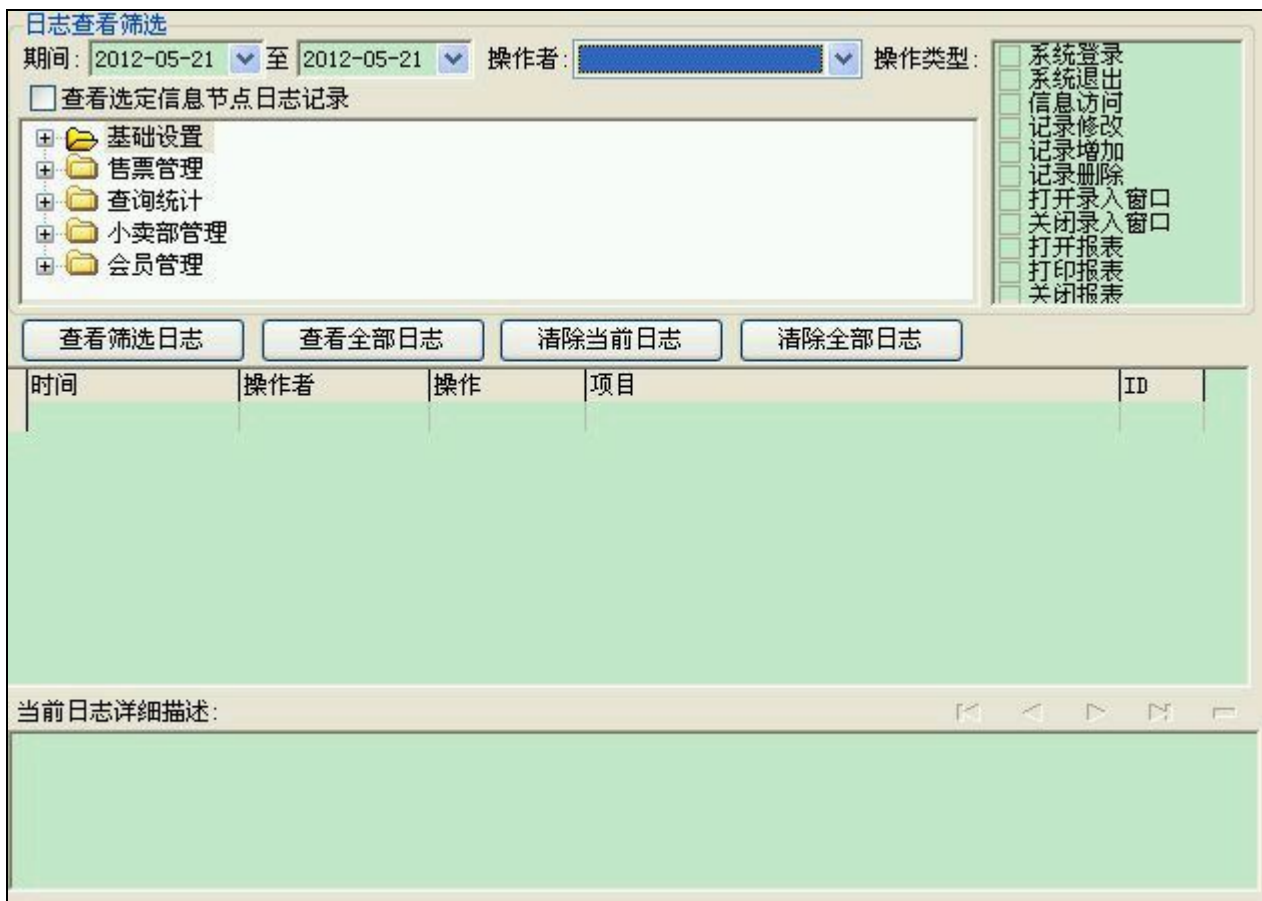 日志查看筛选
期间: 2012-05-21 至 2012-05-21 操作者: 操作类型:
系统登录
系统退出
信息访问
记录修改
记录增加
记录删除
打开录入窗口
关闭录入窗口
打开报表
打印报表
关闭报表
查看选定信息节点日志记录
基础设置
售票管理
查询统计
小卖部管理
会员管理
查看筛选日志 查看全部日志 清除当前日志 清除全部日志
时间 操作者 操作 项目 ID
当前日志详细描述: